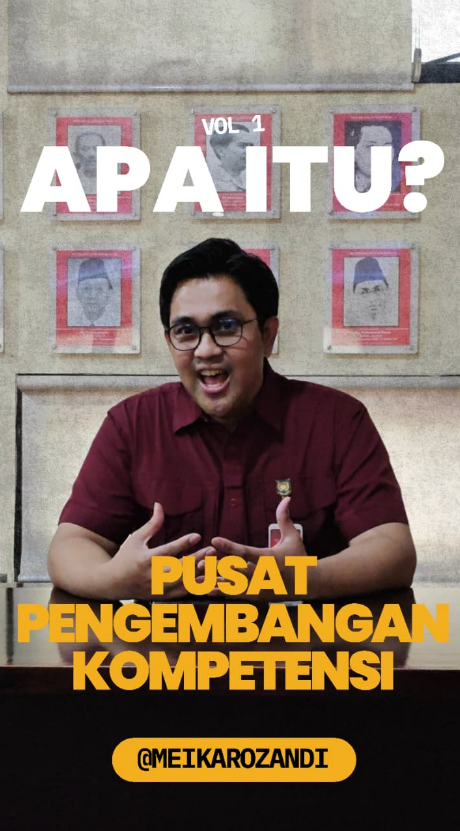 VOL 1
APA ITU?
PUSAT
PENGEMBANGAN
KOMPETENSI
@MEIKAROZANDI